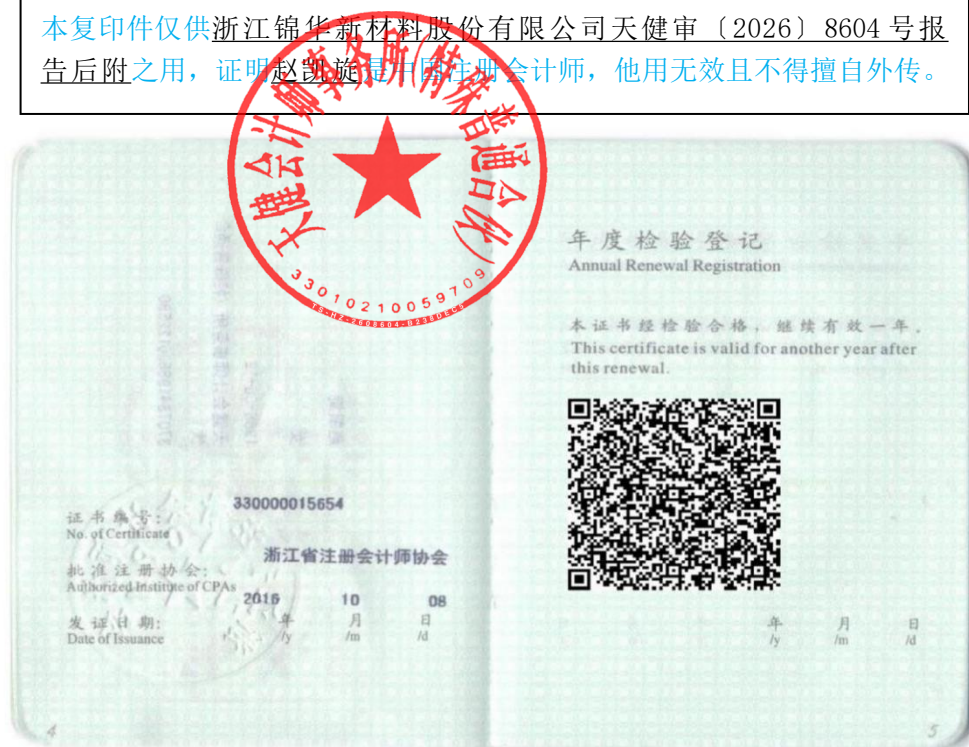 本复印件仅供浙江锦华新材料股份有限公司天健审〔2026〕8604号报
告后附之用，证明赵凯旋是中国注册会计师，他用无效且不得擅自外传。
天健会计师事务所(特殊普通合伙)
33010210059709
年度检验登记
Annual Renewal Registration
本证书经检验合格，继续有效一年。
This certificate is valid for another year after
this renewal.
330000015654
证书编号:
No. of Certificate
浙江省注册会计师协会
批准注册协会:
Authorized Institute of CPAs
2016 10 08
发证日期: 年 月 日
Date of Issuance /y /m /d
年 月 日
/y /m /d
4
5